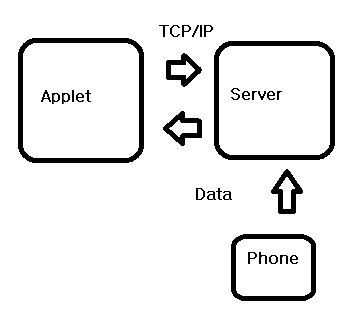 TCP/IP
Applet
Server
Data
Phone